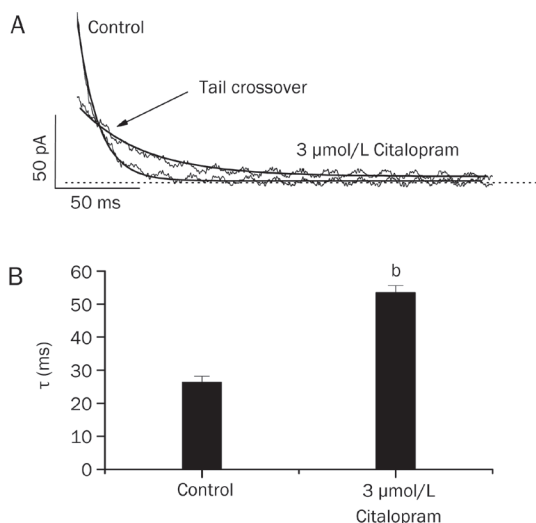 A
Control
Tail crossover
3 μmol/L Citalopram
50 pA
50 ms
B
b
60
50
40
30
20
10
0
τ (ms)
Control
3 μmol/L
Citalopram